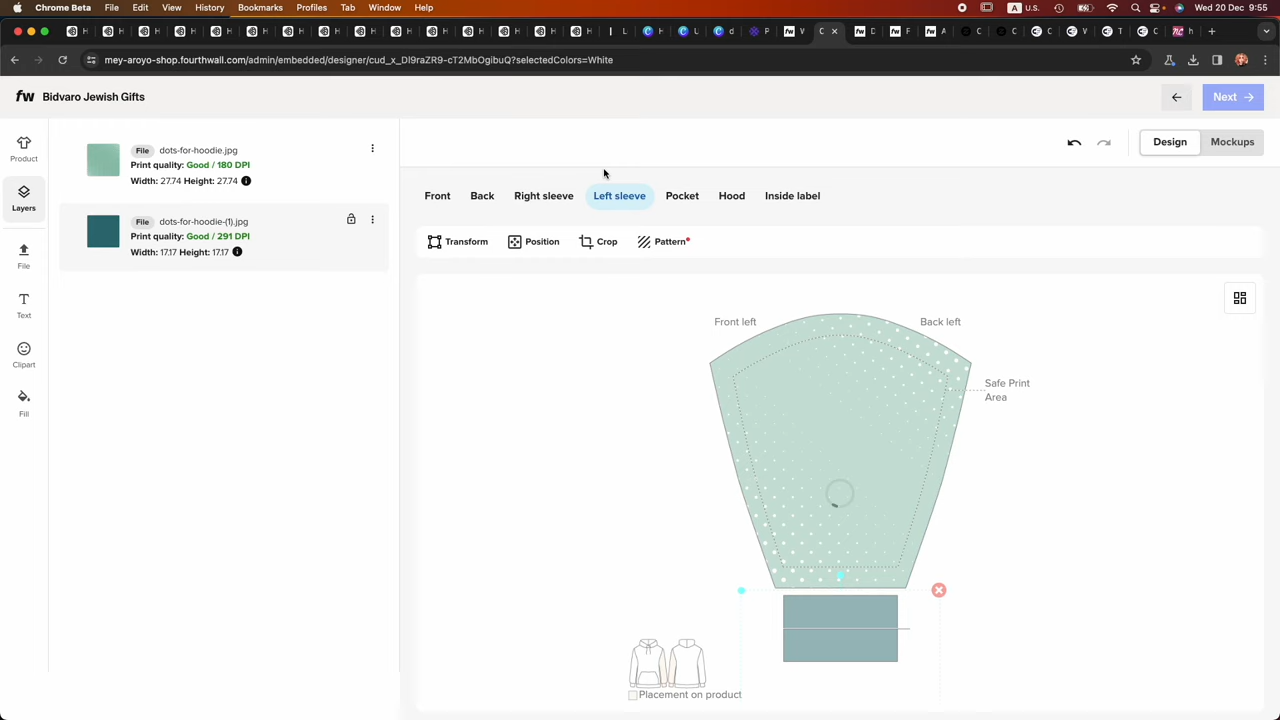 Chrome Beta File Edit View History Bookmarks Profiles Tab Window Help U.S. Wed 20 Dec 9:55
mey-aroyo-shop.fourthwall.com/admin/embedded/designer/cud_x_DI9raZR9-cT2MbOgibuQ?selectedColors=White
fw Bidvaro Jewish Gifts
Next
Product
Layers
File
Text
Clipart
Fill
File dots-for-hoodie.jpg
Print quality: Good / 180 DPI
Width: 27.74 Height: 27.74
File dots-for-hoodie-(1).jpg
Print quality: Good / 291 DPI
Width: 17.17 Height: 17.17
Design Mockups
Front Back Right sleeve Left sleeve Pocket Hood Inside label
Transform Position Crop Pattern
Front left Back left
Safe Print
Area
Placement on product